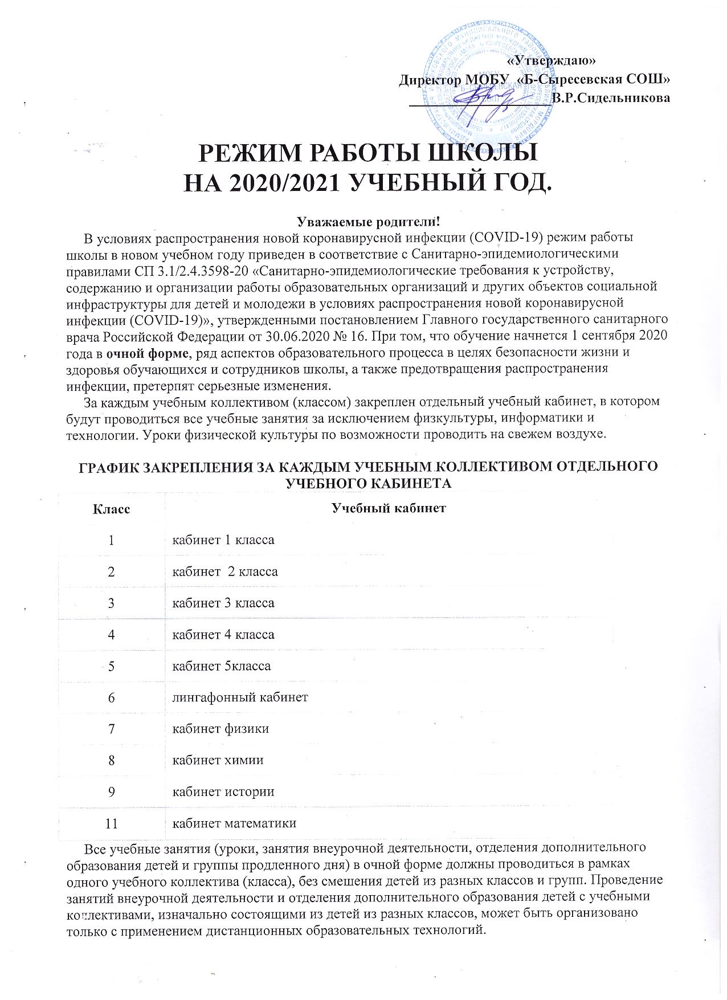 «Утверждаю»
Директор МОБУ «Б-Сыресевская СОШ»
____________________В.Р.Сидельникова
РЕЖИМ РАБОТЫ ШКОЛЫ
НА 2020/2021 УЧЕБНЫЙ ГОД.
Уважаемые родители!
В условиях распространения новой коронавирусной инфекции (COVID-19) режим работы
школы в новом учебном году приведен в соответствие с Санитарно-эпидемиологическими
правилами СП 3.1/2.4.3598-20 «Санитарно-эпидемиологические требования к устройству,
содержанию и организации работы образовательных организаций и других объектов социальной
инфраструктуры для детей и молодежи в условиях распространения новой коронавирусной
инфекции (COVID-19)», утвержденными постановлением Главного государственного санитарного
врача Российской Федерации от 30.06.2020 № 16. При том, что обучение начнется 1 сентября 2020
года в очной форме, ряд аспектов образовательного процесса в целях безопасности жизни и
здоровья обучающихся и сотрудников школы, а также предотвращения распространения
инфекции, претерпят серьезные изменения.
За каждым учебным коллективом (классом) закреплен отдельный учебный кабинет, в котором
будут проводиться все учебные занятия за исключением физкультуры, информатики и
технологии. Уроки физической культуры по возможности проводить на свежем воздухе.
ГРАФИК ЗАКРЕПЛЕНИЯ ЗА КАЖДЫМ УЧЕБНЫМ КОЛЛЕКТИВОМ ОТДЕЛЬНОГО
УЧЕБНОГО КАБИНЕТА
Класс Учебный кабинет
1 кабинет 1 класса
2 кабинет 2 класса
3 кабинет 3 класса
4 кабинет 4 класса
5 кабинет 5класса
6 лингафонный кабинет
7 кабинет физики
8 кабинет химии
9 кабинет истории
11 кабинет математики
Все учебные занятия (уроки, занятия внеурочной деятельности, отделения дополнительного
образования детей и группы продленного дня) в очной форме должны проводиться в рамках
одного учебного коллектива (класса), без смешения детей из разных классов и групп. Проведение
занятий внеурочной деятельности и отделения дополнительного образования детей с учебными
коллективами, изначально состоящими из детей из разных классов, может быть организовано
только с применением дистанционных образовательных технологий.